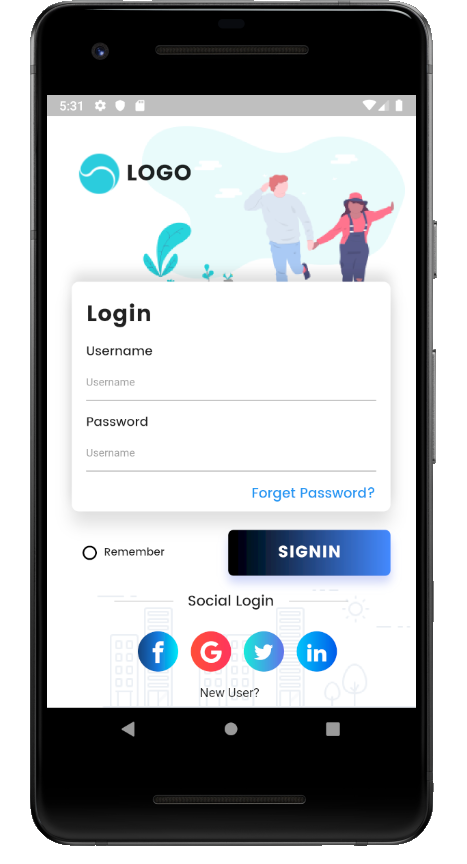 5:31
LOGO
Login
Username
Username
Password
Username
Forget Password?
Remember
SIGNIN
Social Login
f G in
New User?